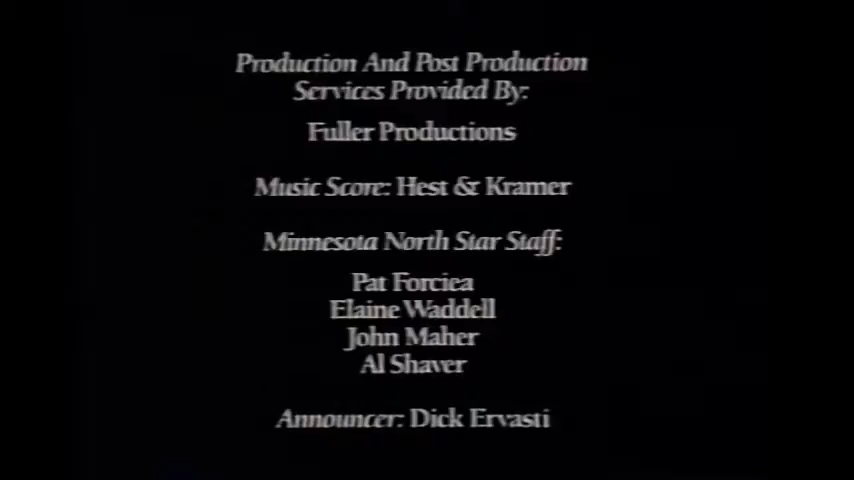 Production And Post Production
Services Provided By:
Fuller Productions
Music Score: Hest & Kramer
Minnesota North Star Staff:
Pat Forciea
Elaine Waddell
John Maher
Al Shaver
Announcer: Dick Ervasti